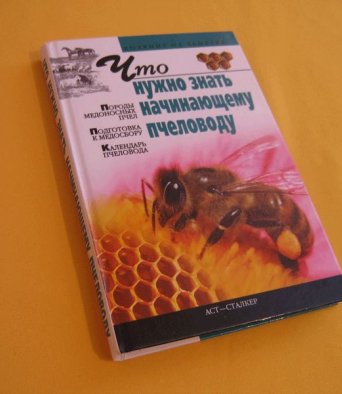 Что
нужно знать
начинающему
пчеловоду
Породы
медоносных
пчел
Подготовка
к медосбору
Календарь
пчеловода
АСТ—СТАЛКЕР